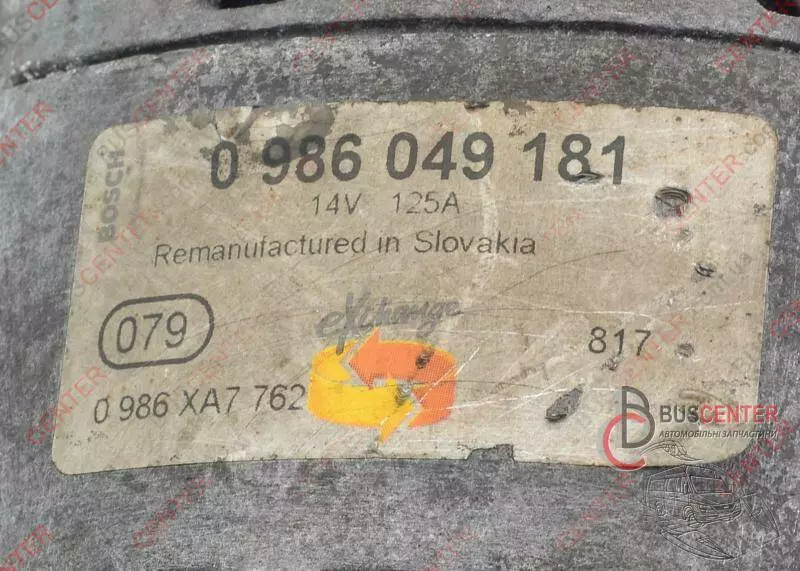 BOSCH
0 986 049 181
14V 125A
Remanufactured in Slovakia
eXchange
079
817
0 986 XA7 762
BUSCENTER
АВТОМОБІЛЬНІ ЗАПЧАСТИНИ